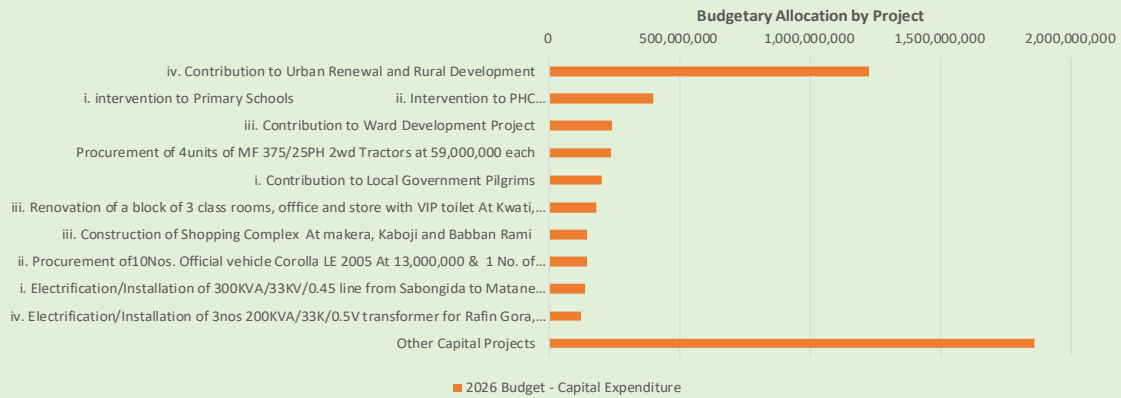 Budgetary Allocation by Project
0 500,000,000 1,000,000,000 1,500,000,000 2,000,000,000
iv. Contribution to Urban Renewal and Rural Development
i. intervention to Primary Schools ii. Intervention to PHC...
iii. Contribution to Ward Development Project
Procurement of 4units of MF 375/25PH 2wd Tractors at 59,000,000 each
i. Contribution to Local Government Pilgrims
iii. Renovation of a block of 3 class rooms, offfice and store with VIP toilet At Kwati,...
iii. Construction of Shopping Complex At makera, Kaboji and Babban Rami
ii. Procurement of10Nos. Official vehicle Corolla LE 2005 At 13,000,000 & 1 No. of...
i. Electrification/Installation of 300KVA/33KV/0.45 line from Sabongida to Matane...
iv. Electrification/Installation of 3nos 200KVA/33K/0.5V transformer for Rafin Gora,...
Other Capital Projects
2026 Budget - Capital Expenditure